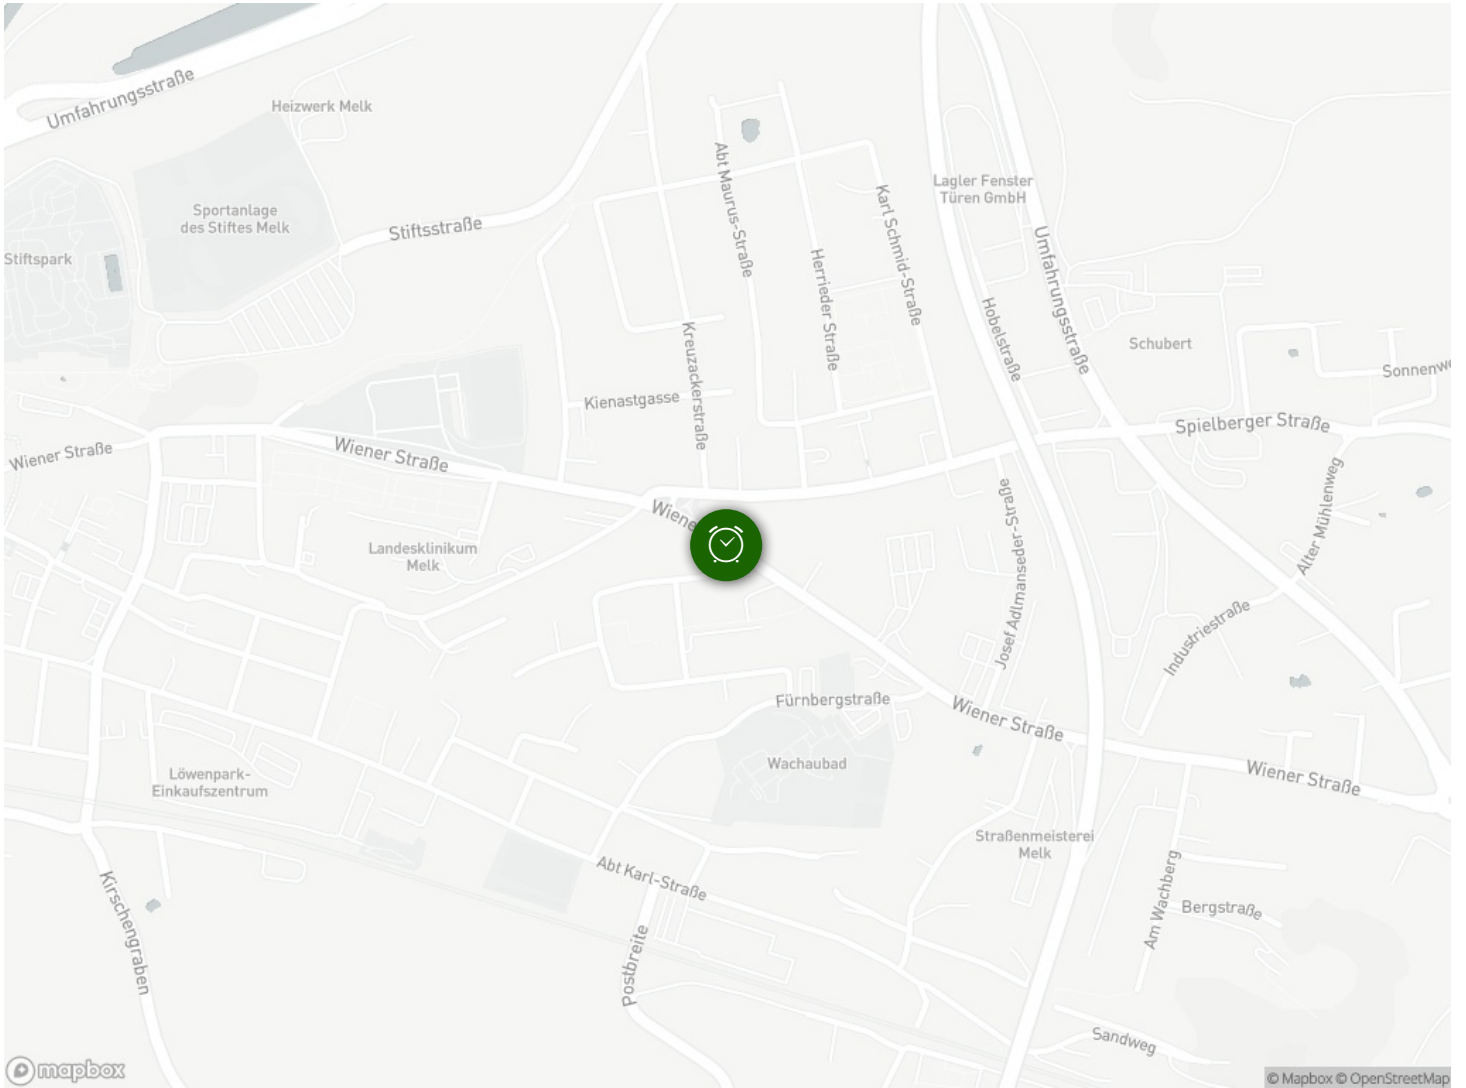 Umfahrungsstraße
Heizwerk Melk
Sportanlage
des Stiftes Melk
Stiftspark
Stiftsstraße
Abt Maurus-Straße
Herrieder Straße
Karl Schmid-Straße
Lagler Fenster
Türen GmbH
Umfahrungsstraße
Hobelstraße
Schubert
Sonnenwe
Kreuzackerstraße
Kienastgasse
Spielberger Straße
Wiener Straße
Wiener Straße
Alter Mühlenweg
Wiene
Josef Adlmanseder-Straße
Landesklinikum
Melk
Industriestraße
Fürnbergstraße
Wiener Straße
Wachaubad
Wiener Straße
Löwenpark-
Einkaufszentrum
Straßenmeisterei
Melk
Abt Karl-Straße
Kirschengraben
Am Wachberg
Bergstraße
Postbreite
Sandweg
mapbox
© Mapbox © OpenStreetMap